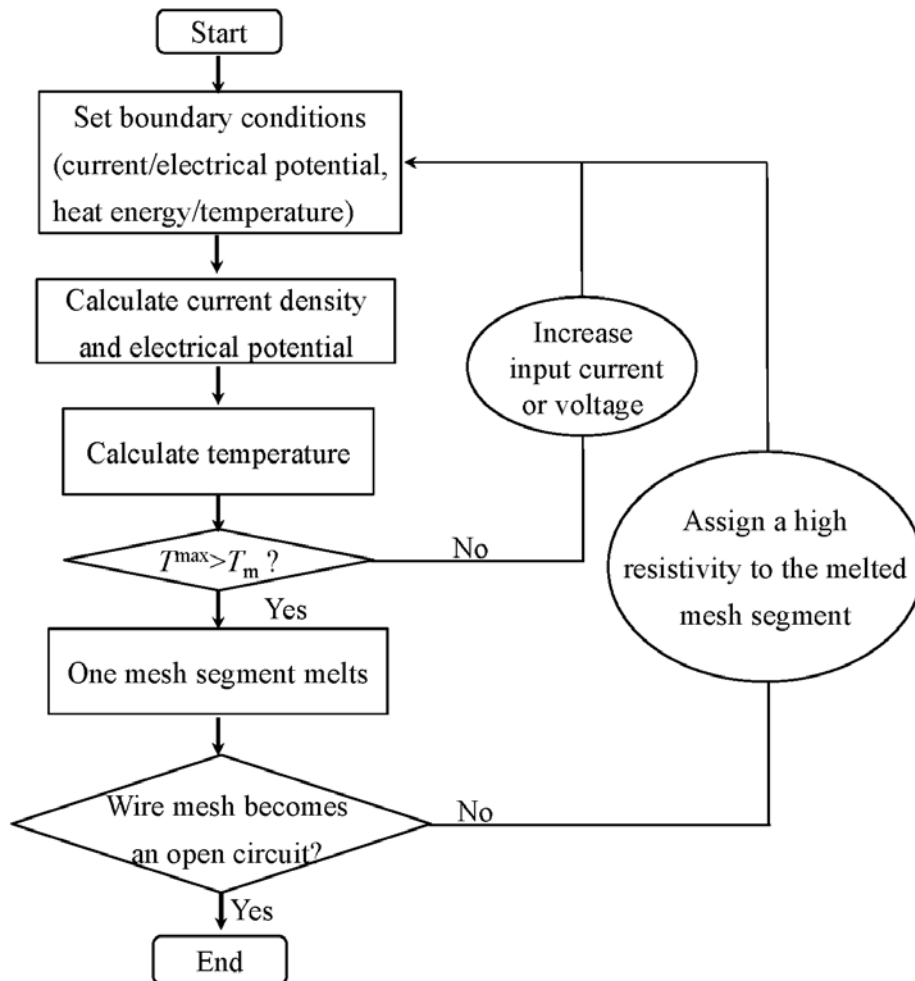 Start
Set boundary conditions
(current/electrical potential,
heat energy/temperature)
Calculate current density
and electrical potential
Increase
input current
or voltage
Calculate temperature
Assign a high
resistivity to the melted
mesh segment
T^max>T_m ?
No
Yes
One mesh segment melts
Wire mesh becomes
an open circuit?
No
Yes
End